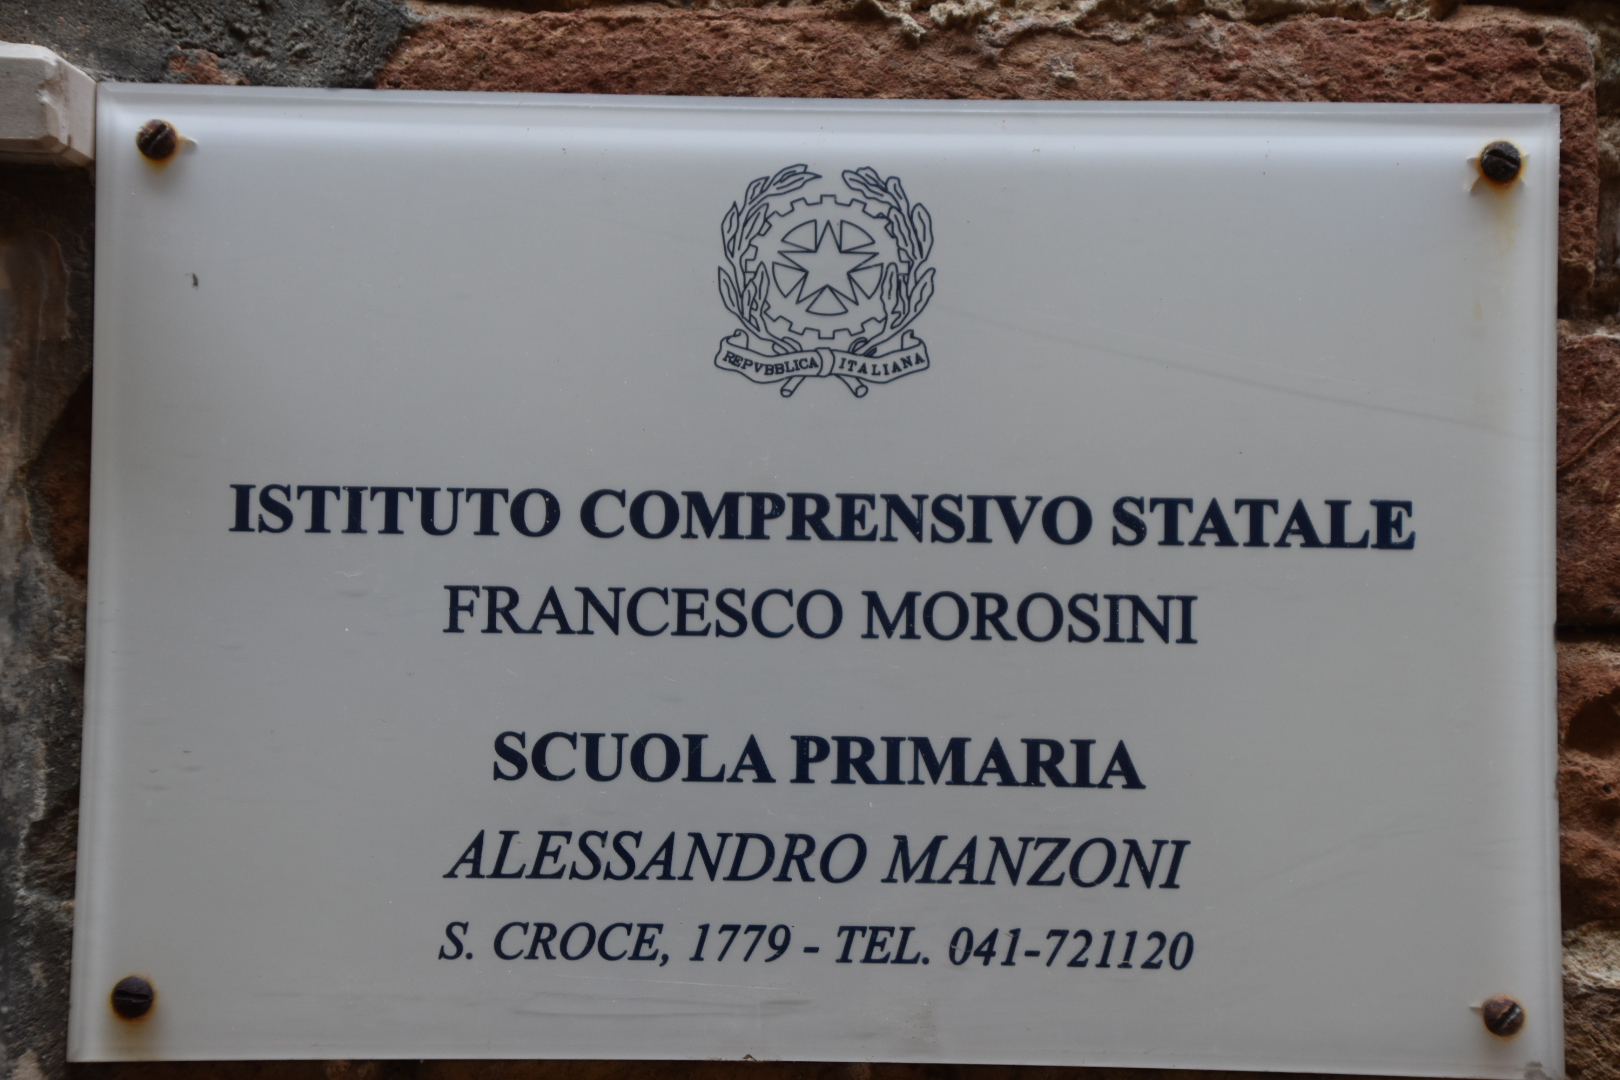 REPVBBLICA ITALIANA
ISTITUTO COMPRENSIVO STATALE
FRANCESCO MOROSINI
SCUOLA PRIMARIA
ALESSANDRO MANZONI
S. CROCE, 1779 - TEL. 041-721120